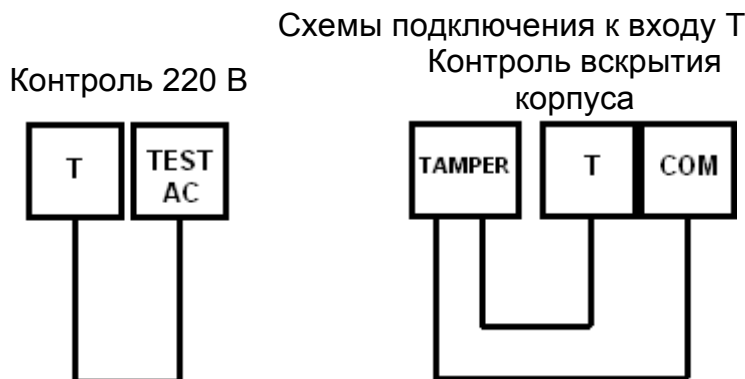 Схемы подключения к входу Т
Контроль 220 В
Контроль вскрытия
корпуса
T
TEST
AC
TAMPER
T
COM